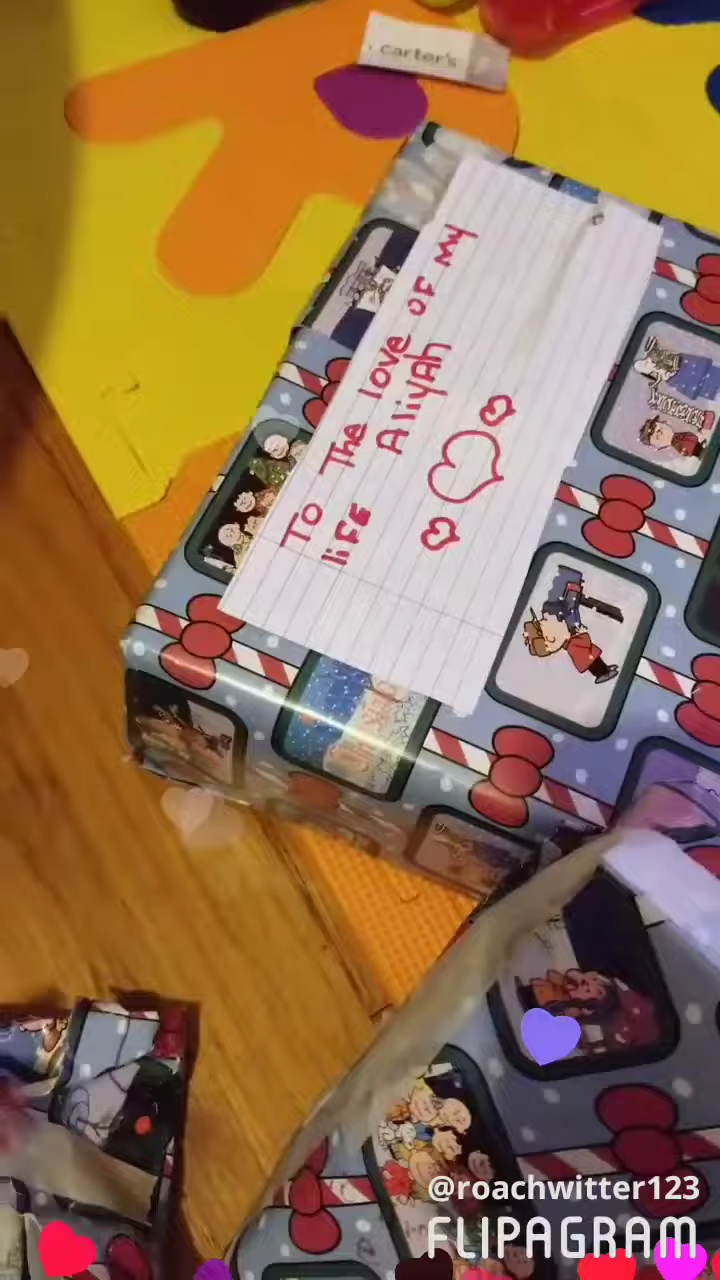 carter's
To The love of my
life Aliyah
@roachwitter123
FLIPAGRAM